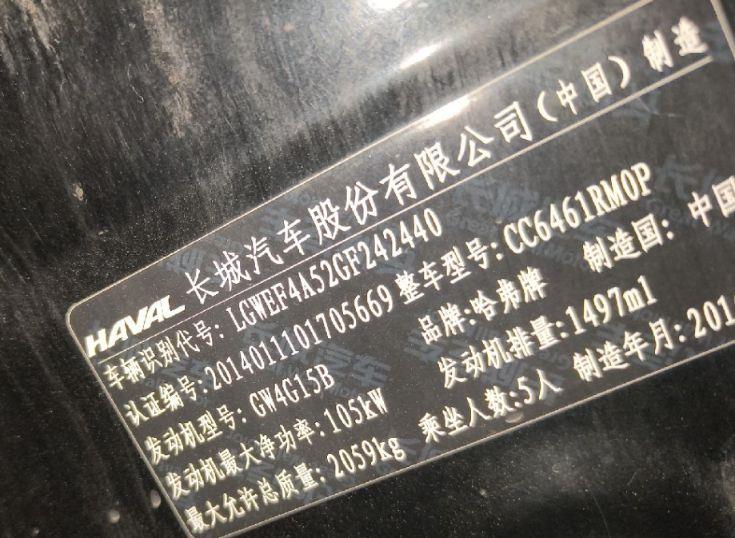 HAVAL 长城汽车股份有限公司(中国) 制造
车辆识别代号: LGWEF4A52GF242440
认证编号: 2014011101705669 整车型号: CC6461RM0P
发动机型号: GW4G15B 品牌: 哈弗牌 制造国: 中国
发动机最大净功率: 105kW 发动机排量: 1497ml
最大允许总质量: 2059kg 乘坐人数: 5人 制造年月: 201